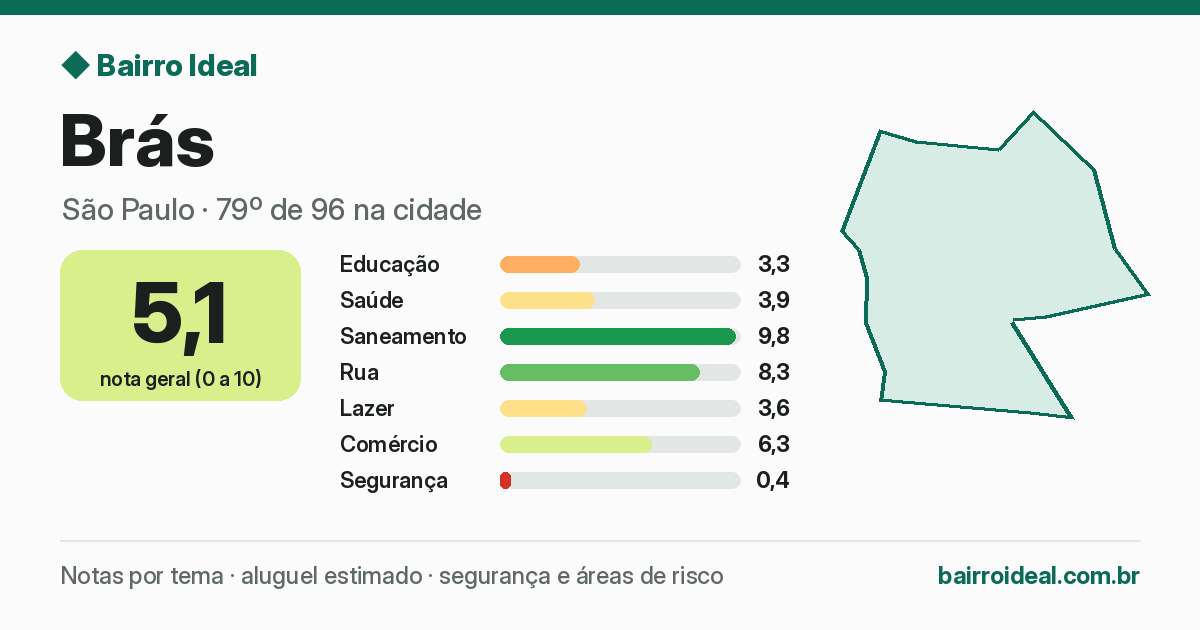 Bairro Ideal
Brás
São Paulo · 79º de 96 na cidade
5,1
nota geral (0 a 10)
Educação 3,3
Saúde 3,9
Saneamento 9,8
Rua 8,3
Lazer 3,6
Comércio 6,3
Segurança 0,4
Notas por tema · aluguel estimado · segurança e áreas de risco
bairroideal.com.br